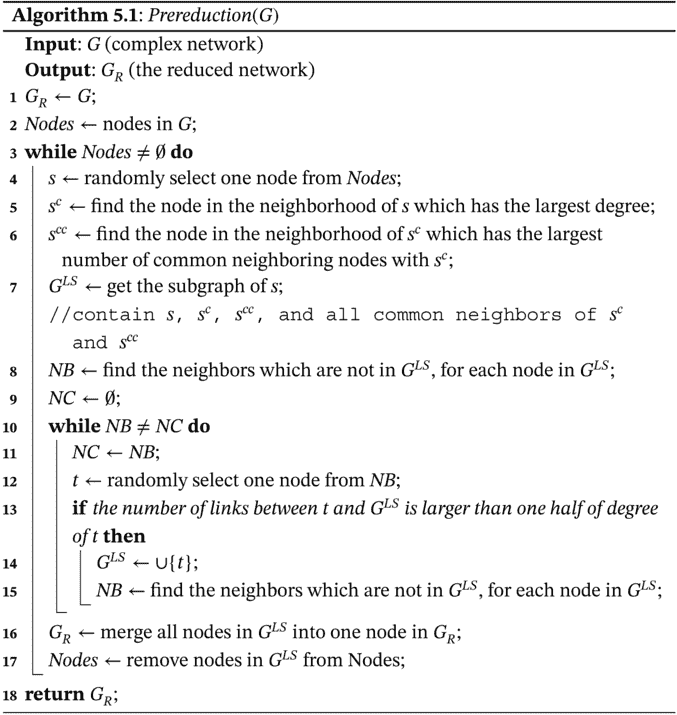 Algorithm 5.1: Prereduction(G)
Input: G (complex network)
Output: G_R (the reduced network)
1 G_R ← G;
2 Nodes ← nodes in G;
3 while Nodes ≠ ∅ do
4 s ← randomly select one node from Nodes;
5 s^c ← find the node in the neighborhood of s which has the largest degree;
6 s^cc ← find the node in the neighborhood of s^c which has the largest
number of common neighboring nodes with s^c;
7 G^LS ← get the subgraph of s;
//contain s, s^c, s^cc, and all common neighbors of s^c
and s^cc
8 NB ← find the neighbors which are not in G^LS, for each node in G^LS;
9 NC ← ∅;
10 while NB ≠ NC do
11 NC ← NB;
12 t ← randomly select one node from NB;
13 if the number of links between t and G^LS is larger than one half of degree
of t then
14 G^LS ← ∪{t};
15 NB ← find the neighbors which are not in G^LS, for each node in G^LS;
16 G_R ← merge all nodes in G^LS into one node in G_R;
17 Nodes ← remove nodes in G^LS from Nodes;
18 return G_R;